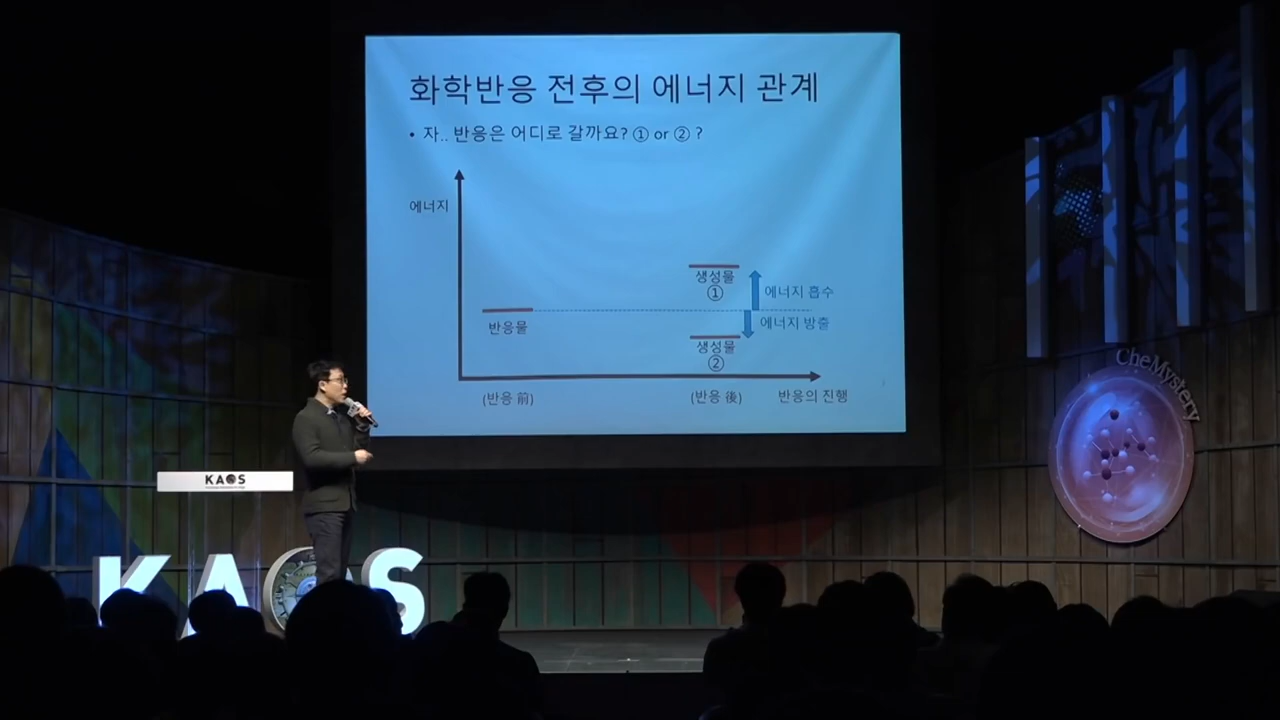 화학반응 전후의 에너지 관계
• 자.. 반응은 어디로 갈까요? ① or ② ?
에너지
생성물
①
에너지 흡수
반응물
에너지 방출
생성물
②
(반응 前)
(반응 後)
반응의 진행
CheMystery
KAOS
KAOS